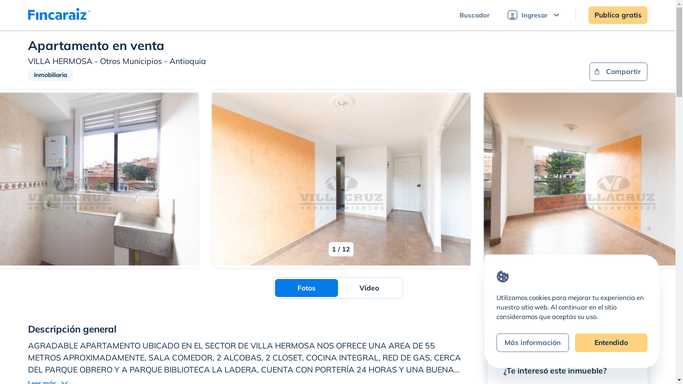 Fincaraiz
Buscador
Ingresar
Publica gratis
Apartamento en venta
VILLA HERMOSA - Otros Municipios - Antioquia
Inmobiliaria
Compartir
VILLACRUZ
VILLACRUZ
VILLACRUZ
1 / 12
Fotos
Video
Utilizamos cookies para mejorar tu experiencia en
nuestro sitio web. Al continuar en el sitio
consideramos que aceptas su uso.
Más información
Entendido
Descripción general
AGRADABLE APARTAMENTO UBICADO EN EL SECTOR DE VILLA HERMOSA NOS OFRECE UNA AREA DE 55
METROS APROXIMADAMENTE, SALA COMEDOR, 2 ALCOBAS, 2 CLOSET, COCINA INTEGRAL, RED DE GAS, CERCA
DEL PARQUE OBRERO Y A PARQUE BIBLIOTECA LA LADERA, CUENTA CON PORTERÍA 24 HORAS Y UNA BUENA...
Leer más
¿Te interesó este inmueble?